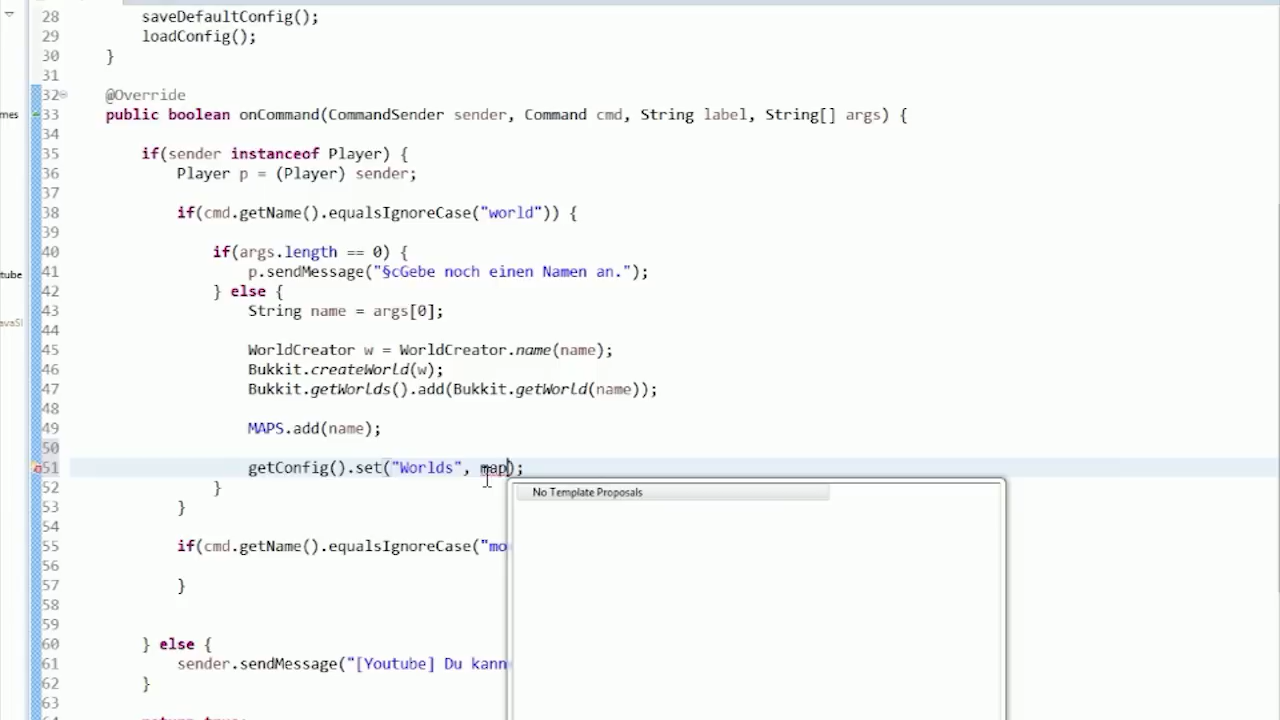 28 saveDefaultConfig();
29 loadConfig();
30 }
31
32 @Override
mes 33 public boolean onCommand(CommandSender sender, Command cmd, String label, String[] args) {
34
35 if(sender instanceof Player) {
36 Player p = (Player) sender;
37
38 if(cmd.getName().equalsIgnoreCase("world")) {
39
40 if(args.length == 0) {
tube 41 p.sendMessage("§cGebe noch einen Namen an.");
42 } else {
43 String name = args[0];
44
45 WorldCreator w = WorldCreator.name(name);
46 Bukkit.createWorld(w);
47 Bukkit.getWorlds().add(Bukkit.getWorld(name));
48
49 MAPS.add(name);
50
51 getConfig().set("Worlds", map);
52 }
No Template Proposals
53 }
54
55 if(cmd.getName().equalsIgnoreCase("mo
56
57 }
58
59
60 } else {
61 sender.sendMessage("[Youtube] Du kann
62 }
63
64 return true;